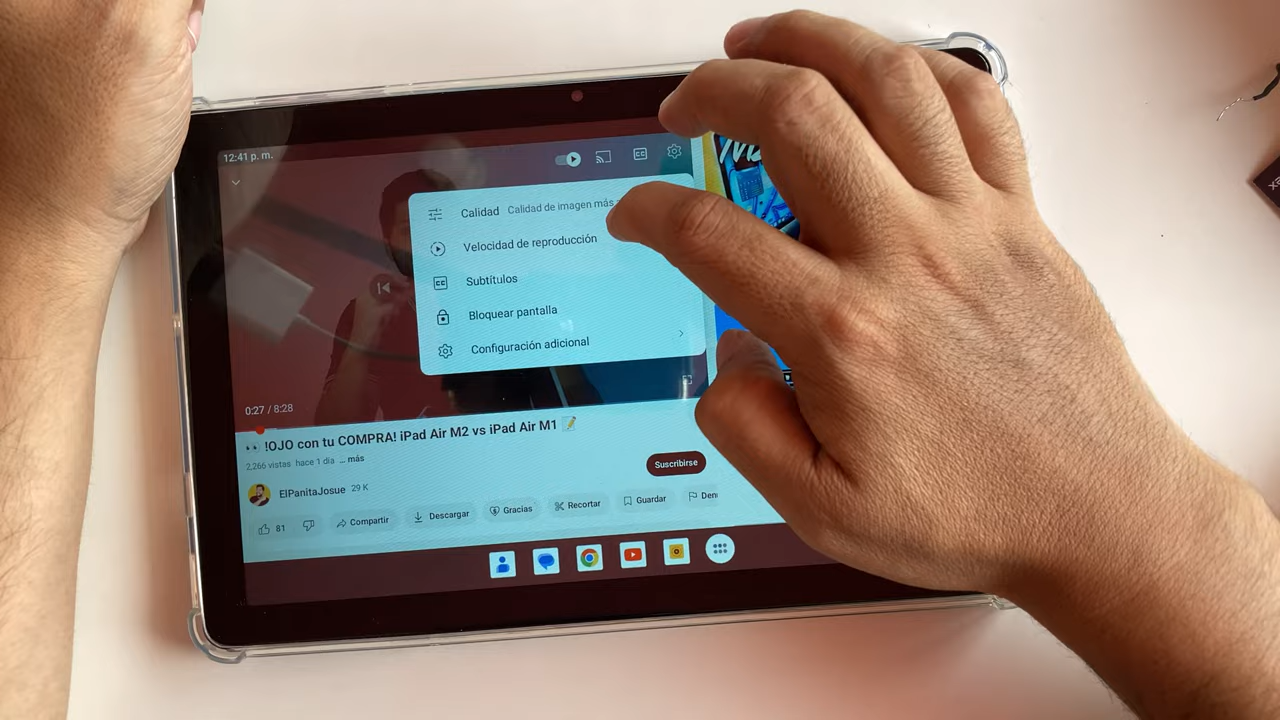 12:41 p. m.
Calidad Calidad de imagen más
Velocidad de reproducción
Subtítulos
Bloquear pantalla
Configuración adicional
0:27 / 8:28
👀 !OJO con tu COMPRA! iPad Air M2 vs iPad Air M1 📝
2,266 vistas hace 1 día ... más
ElPanitaJosue 29 K
Suscribirse
81
Compartir
Descargar
Gracias
Recortar
Guardar